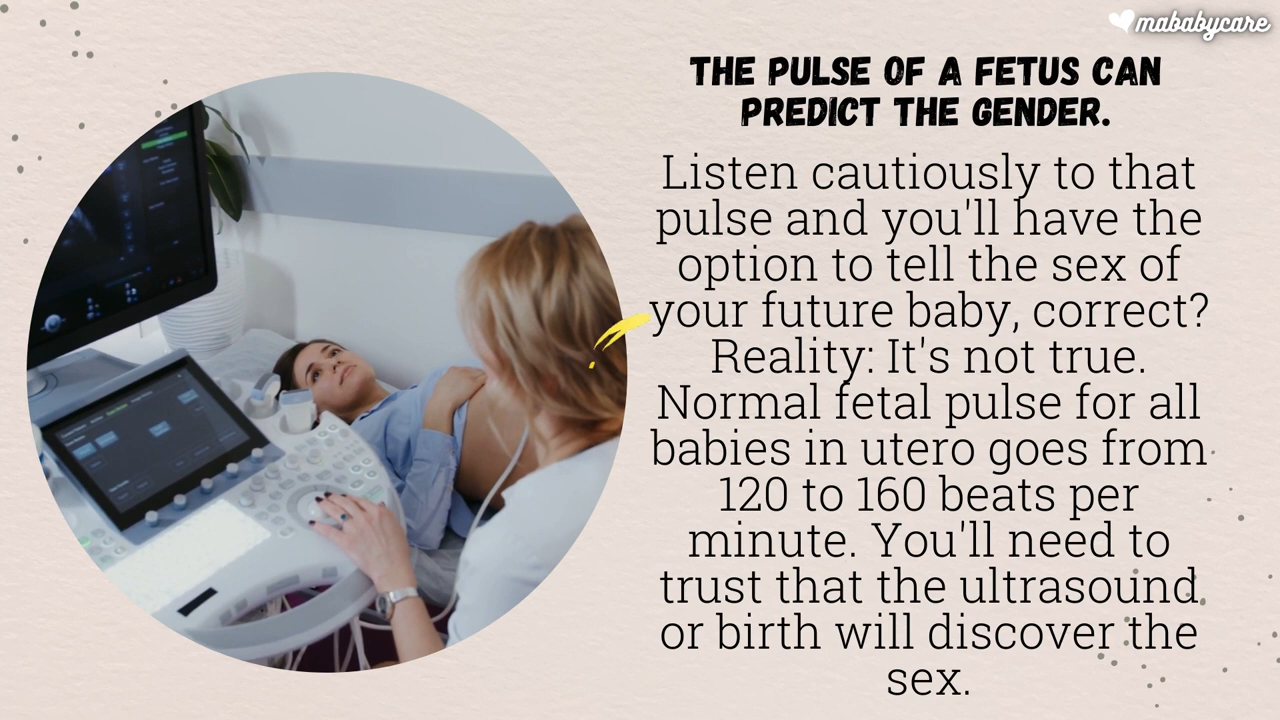 mababycare
THE PULSE OF A FETUS CAN
PREDICT THE GENDER.
Listen cautiously to that
pulse and you'll have the
option to tell the sex of
your future baby, correct?
Reality: It's not true.
Normal fetal pulse for all
babies in utero goes from
120 to 160 beats per
minute. You'll need to
trust that the ultrasound
or birth will discover the
sex.